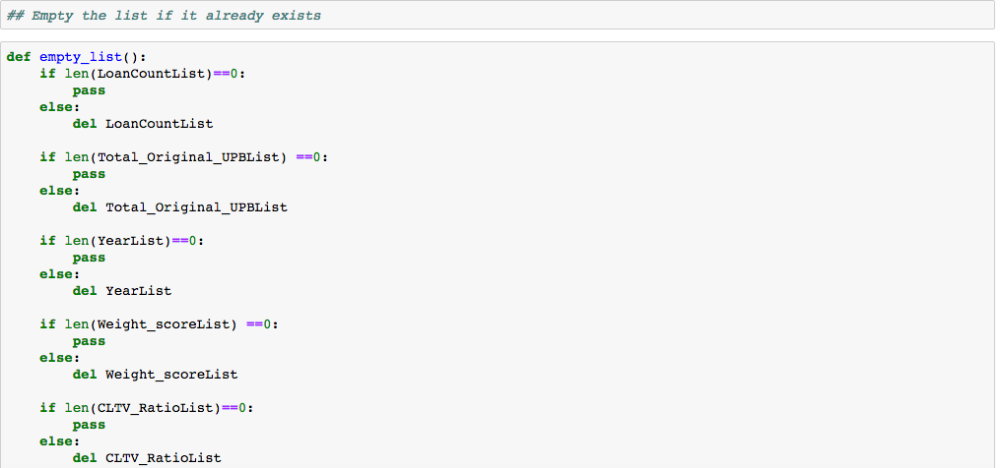 ## Empty the list if it already exists
def empty_list():
    if len(LoanCountList)==0:
        pass
    else:
        del LoanCountList

    if len(Total_Original_UPBList) ==0:
        pass
    else:
        del Total_Original_UPBList

    if len(YearList)==0:
        pass
    else:
        del YearList

    if len(Weight_scoreList) ==0:
        pass
    else:
        del Weight_scoreList

    if len(CLTV_RatioList)==0:
        pass
    else:
        del CLTV_RatioList